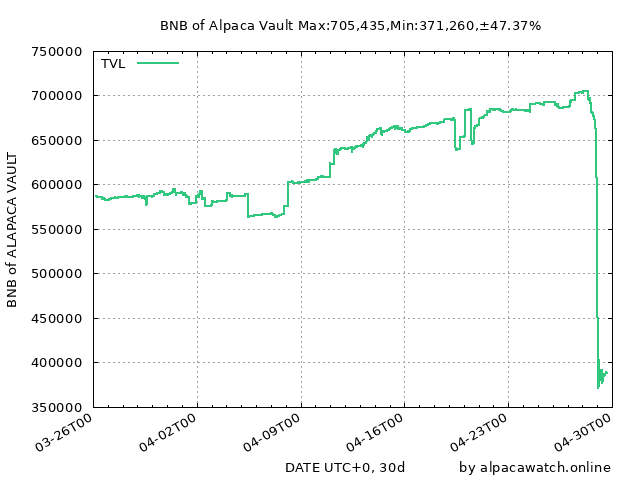 BNB of Alpaca Vault Max:705,435,Min:371,260,±47.37%
TVL
750000
700000
650000
600000
550000
500000
450000
400000
350000
BNB of ALAPACA VAULT
03-26T00
04-02T00
04-09T00
04-16T00
04-23T00
04-30T00
DATE UTC+0, 30d
by alpacawatch.online